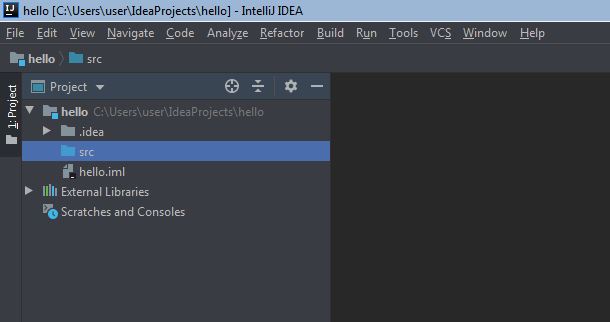 IJ hello [C:\Users\user\IdeaProjects\hello] - IntelliJ IDEA
File Edit View Navigate Code Analyze Refactor Build Run Tools VCS Window Help
hello src
1: Project
Project
hello C:\Users\user\IdeaProjects\hello
.idea
src
hello.iml
External Libraries
Scratches and Consoles